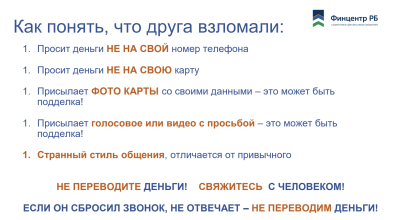 Как понять, что друга взломали:
Финцентр РБ
1. Просит деньги НЕ НА СВОЙ номер телефона
1. Просит деньги НЕ НА СВОЮ карту
1. Присылает ФОТО КАРТЫ со своими данными – это может быть
подделка!
1. Присылает голосовое или видео с просьбой – это может быть
подделка!
1. Странный стиль общения, отличается от привычного
НЕ ПЕРЕВОДИТЕ ДЕНЬГИ! СВЯЖИТЕСЬ С ЧЕЛОВЕКОМ!
ЕСЛИ ОН СБРОСИЛ ЗВОНОК, НЕ ОТВЕЧАЕТ – НЕ ПЕРЕВОДИМ ДЕНЬГИ!